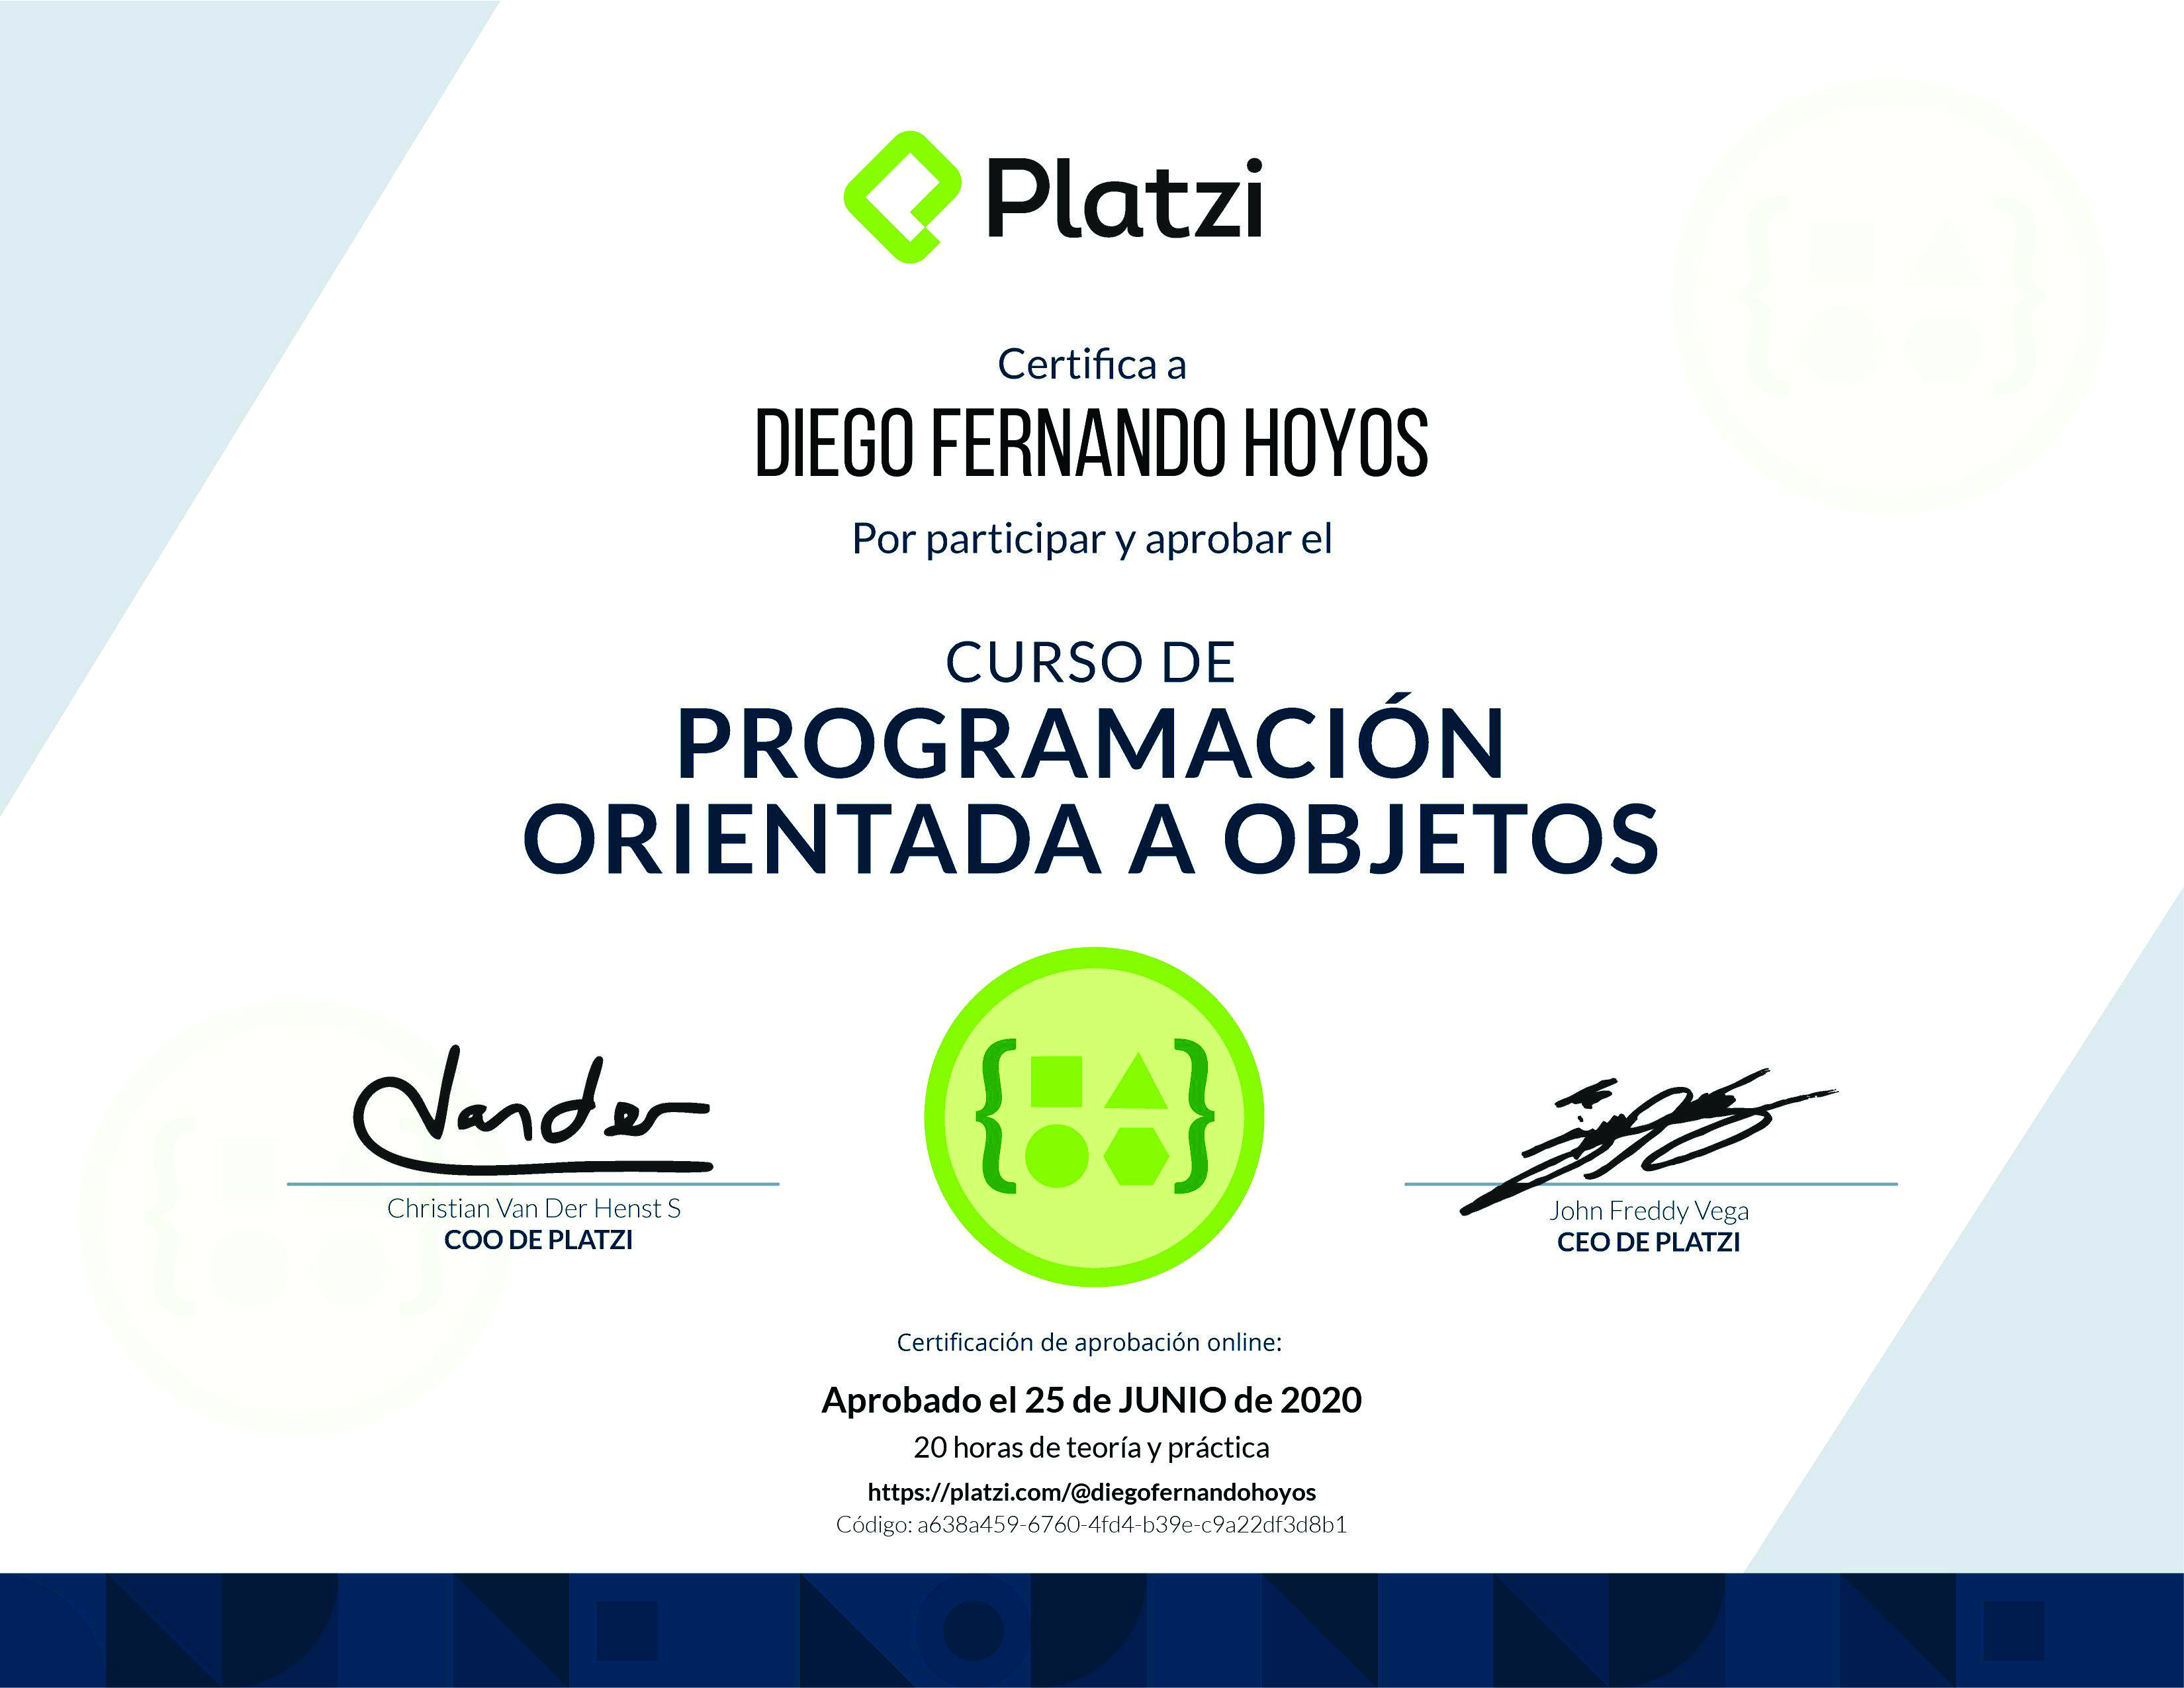 Platzi
Certifica a
DIEGO FERNANDO HOYOS
Por participar y aprobar el
CURSO DE
PROGRAMACIÓN
ORIENTADA A OBJETOS
Vander
Christian Van Der Henst S
COO DE PLATZI
John Freddy Vega
CEO DE PLATZI
Certificación de aprobación online:
Aprobado el 25 de JUNIO de 2020
20 horas de teoría y práctica
https://platzi.com/@diegofernandohoyos
Código: a638a459-6760-4fd4-b39e-c9a22df3d8b1